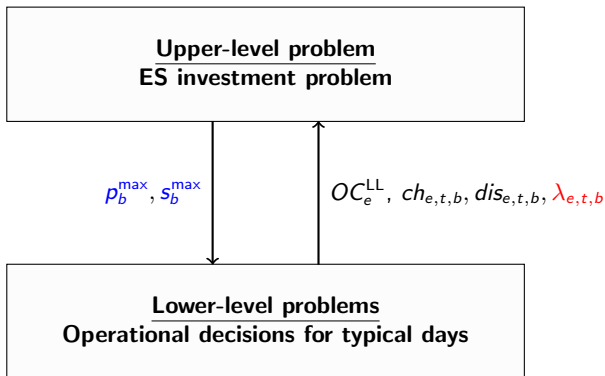 Upper-level problem
ES investment problem
p_b^max, s_b^max
OC_e^LL, ch_e,t,b, dis_e,t,b, λ_e,t,b
Lower-level problems
Operational decisions for typical days